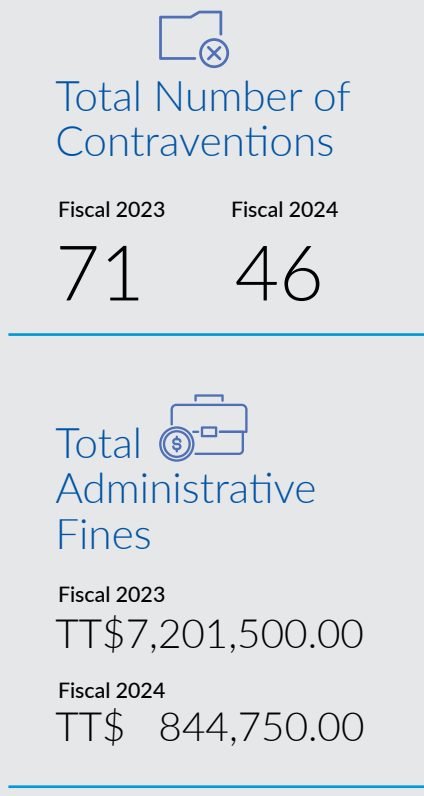 Total Number of
Contraventions
Fiscal 2023 Fiscal 2024
71 46
Total
Administrative
Fines
Fiscal 2023
TT$7,201,500.00
Fiscal 2024
TT$ 844,750.00